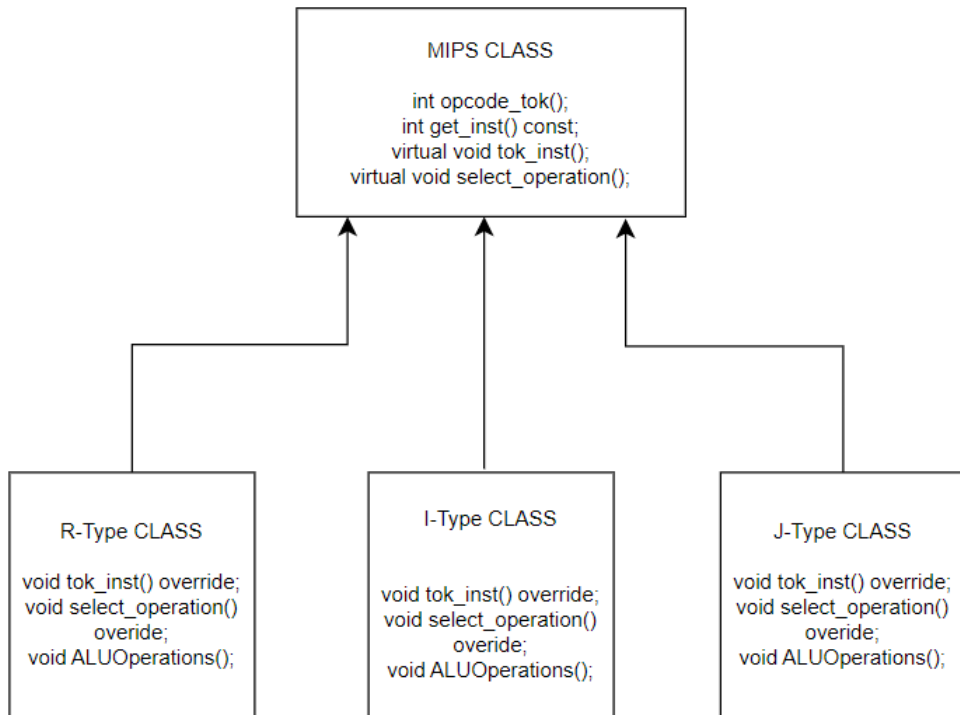 MIPS CLASS
int opcode_tok();
int get_inst() const;
virtual void tok_inst();
virtual void select_operation();
R-Type CLASS
void tok_inst() override;
void select_operation()
overide;
void ALUOperations();
I-Type CLASS
void tok_inst() override;
void select_operation()
overide;
void ALUOperations();
J-Type CLASS
void tok_inst() override;
void select_operation()
overide;
void ALUOperations();